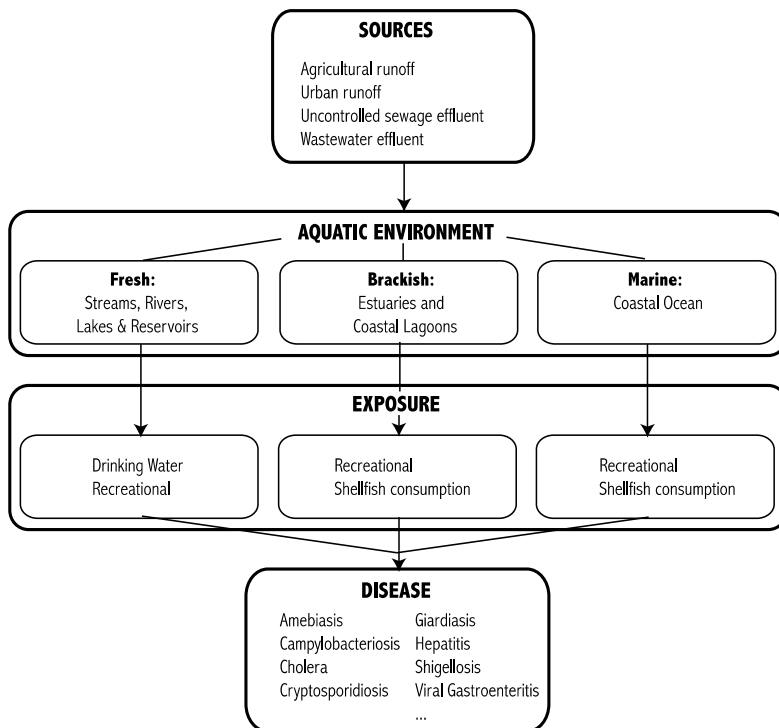 SOURCES
Agricultural runoff
Urban runoff
Uncontrolled sewage effluent
Wastewater effluent
AQUATIC ENVIRONMENT
Fresh:
Streams, Rivers,
Lakes & Reservoirs
Brackish:
Estuaries and
Coastal Lagoons
Marine:
Coastal Ocean
EXPOSURE
Drinking Water
Recreational
Recreational
Shellfish consumption
Recreational
Shellfish consumption
DISEASE
Amebiasis
Campylobacteriosis
Cholera
Cryptosporidiosis
Giardiasis
Hepatitis
Shigellosis
Viral Gastroenteritis
...